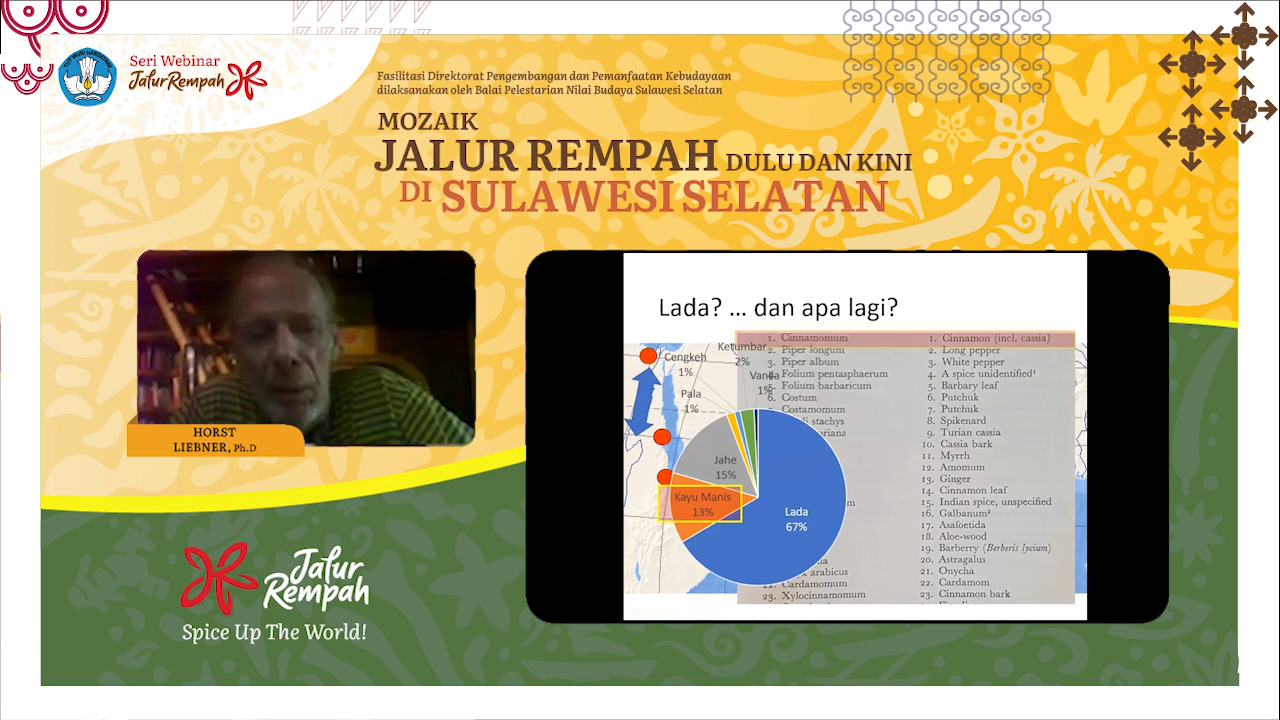 Seri Webinar
Jalur Rempah
Fasilitasi Direktorat Pengembangan dan Pemanfaatan Kebudayaan
dilaksanakan oleh Balai Pelestarian Nilai Budaya Sulawesi Selatan
MOZAIK
JALUR REMPAH DULU DAN KINI
DI SULAWESI SELATAN
HORST
LIEBNER, Ph.D
Jalur
Rempah
Spice Up The World!
Lada? ... dan apa lagi?
Cengkeh
1%
Ketumbar
2%
Vanila
1%
Pala
1%
Jahe
15%
Kayu Manis
13%
Lada
67%
1. Cinnamomum
2. Piper longum
3. Piper album
Folium pentasphaerum
5. Folium barbaricum
6. Costum
Costamomum
stachys
arabicus
Cardamomum
23. Xylocinnamomum
1. Cinnamon (incl. cassia)
2. Long pepper
3. White pepper
4. A spice unidentified¹
5. Barbary leaf
6. Putchuk
7. Putchuk
8. Spikenard
9. Turian cassia
10. Cassia bark
11. Myrrh
12. Amomum
13. Ginger
14. Cinnamon leaf
15. Indian spice, unspecified
16. Galbanum²
17. Asafoetida
18. Aloe-wood
19. Barberry (Berberis lycium)
20. Astragalus
21. Onycha
22. Cardamom
23. Cinnamon bark